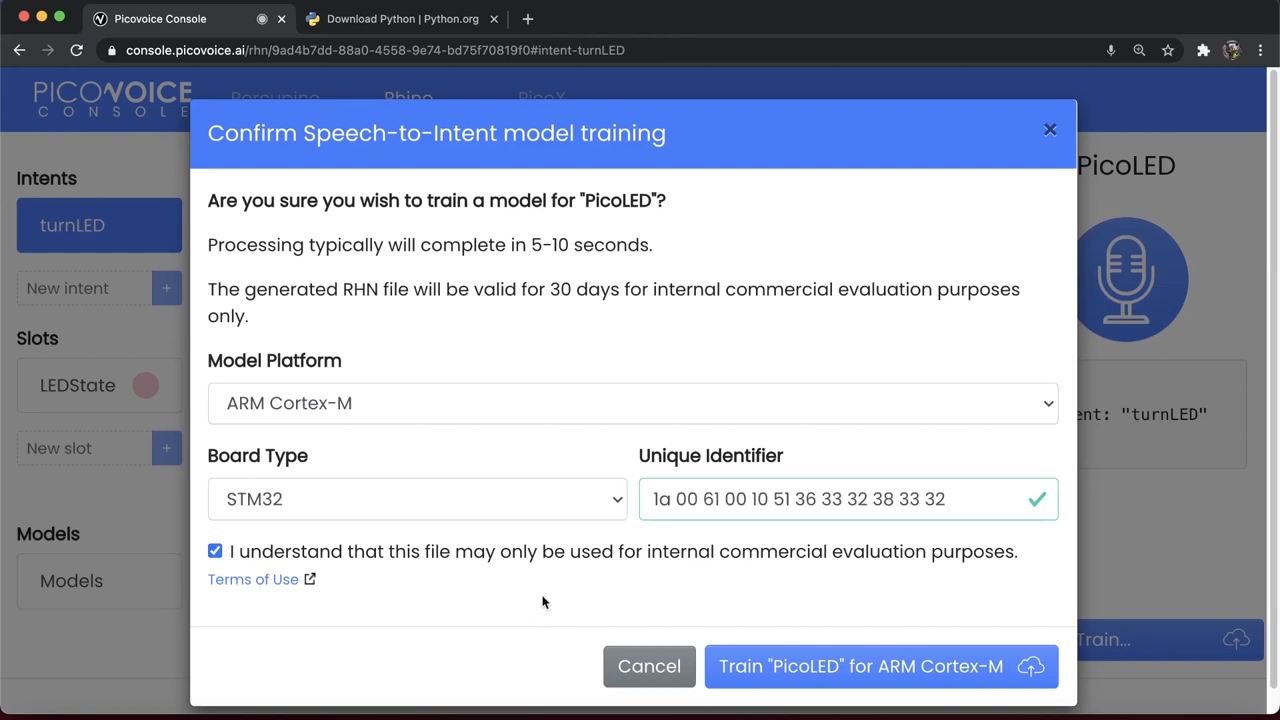 Picovoice Console
Download Python | Python.org
console.picovoice.ai/rhn/9ad4b7dd-88a0-4558-9e74-bd75f70819f0#intent-turnLED
PICOVOICE
CONSOLE
Porcupine
Rhino
PicoX
Confirm Speech-to-Intent model training
Intents
turnLED
New intent
+
Slots
LEDState
New slot
+
Models
Models
Are you sure you wish to train a model for "PicoLED"?
Processing typically will complete in 5-10 seconds.
The generated RHN file will be valid for 30 days for internal commercial evaluation purposes
only.
Model Platform
ARM Cortex-M
Board Type
Unique Identifier
STM32
1a 00 61 00 10 51 36 33 32 38 33 32
I understand that this file may only be used for internal commercial evaluation purposes.
Terms of Use
Cancel
Train "PicoLED" for ARM Cortex-M
PicoLED
ent: "turnLED"
Train...